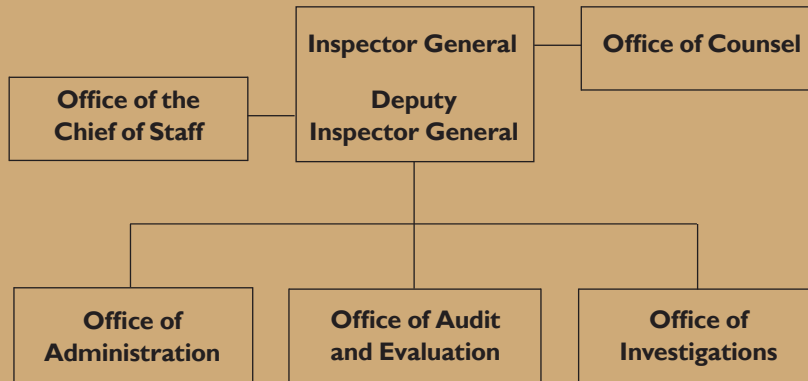 Inspector General
Deputy
Inspector General
Office of Counsel
Office of the
Chief of Staff
Office of
Administration
Office of Audit
and Evaluation
Office of
Investigations